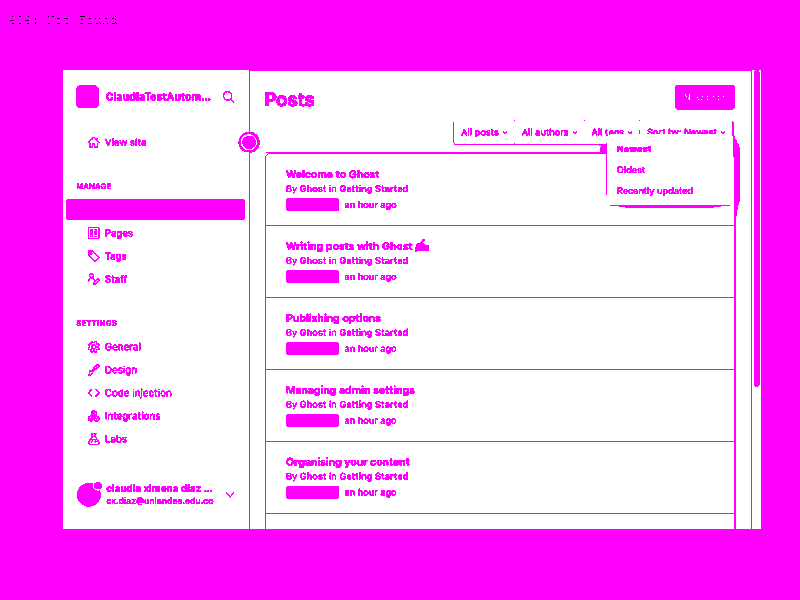 404: Not Found
ClaudiaTestAutom...
View site
MANAGE
Pages
Tags
Staff
SETTINGS
General
Design
Code injection
Integrations
Labs
claudia ximena diaz ...
cx.diaz@uniandes.edu.co
Posts
All posts
All authors
All tags
Sort by: Newest
Newest
Oldest
Recently updated
Welcome to Ghost
By Ghost in Getting Started
an hour ago
Writing posts with Ghost ✍️
By Ghost in Getting Started
an hour ago
Publishing options
By Ghost in Getting Started
an hour ago
Managing admin settings
By Ghost in Getting Started
an hour ago
Organising your content
By Ghost in Getting Started
an hour ago